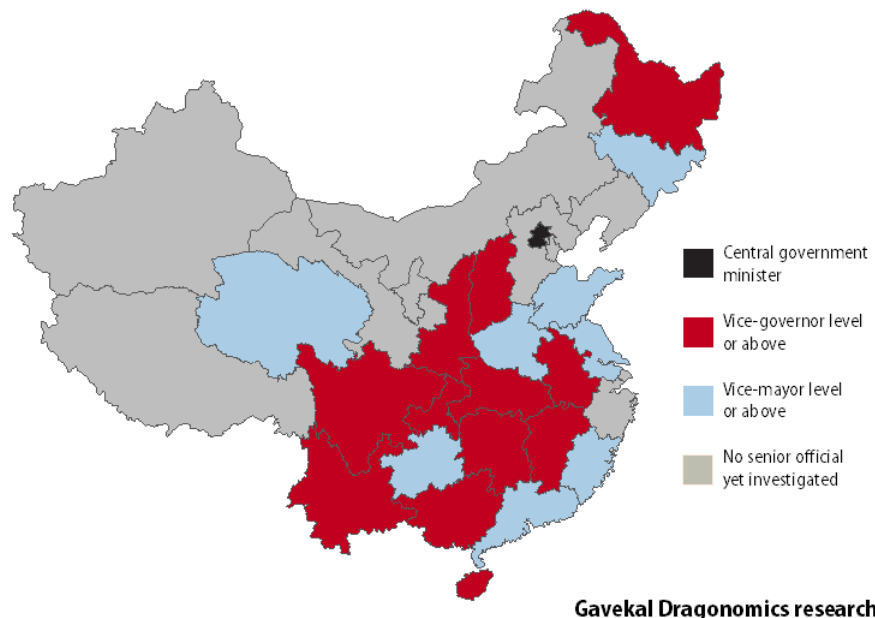 Central government
minister
Vice-governor level
or above
Vice-mayor level
or above
No senior official
yet investigated
Gavekal Dragonomics research